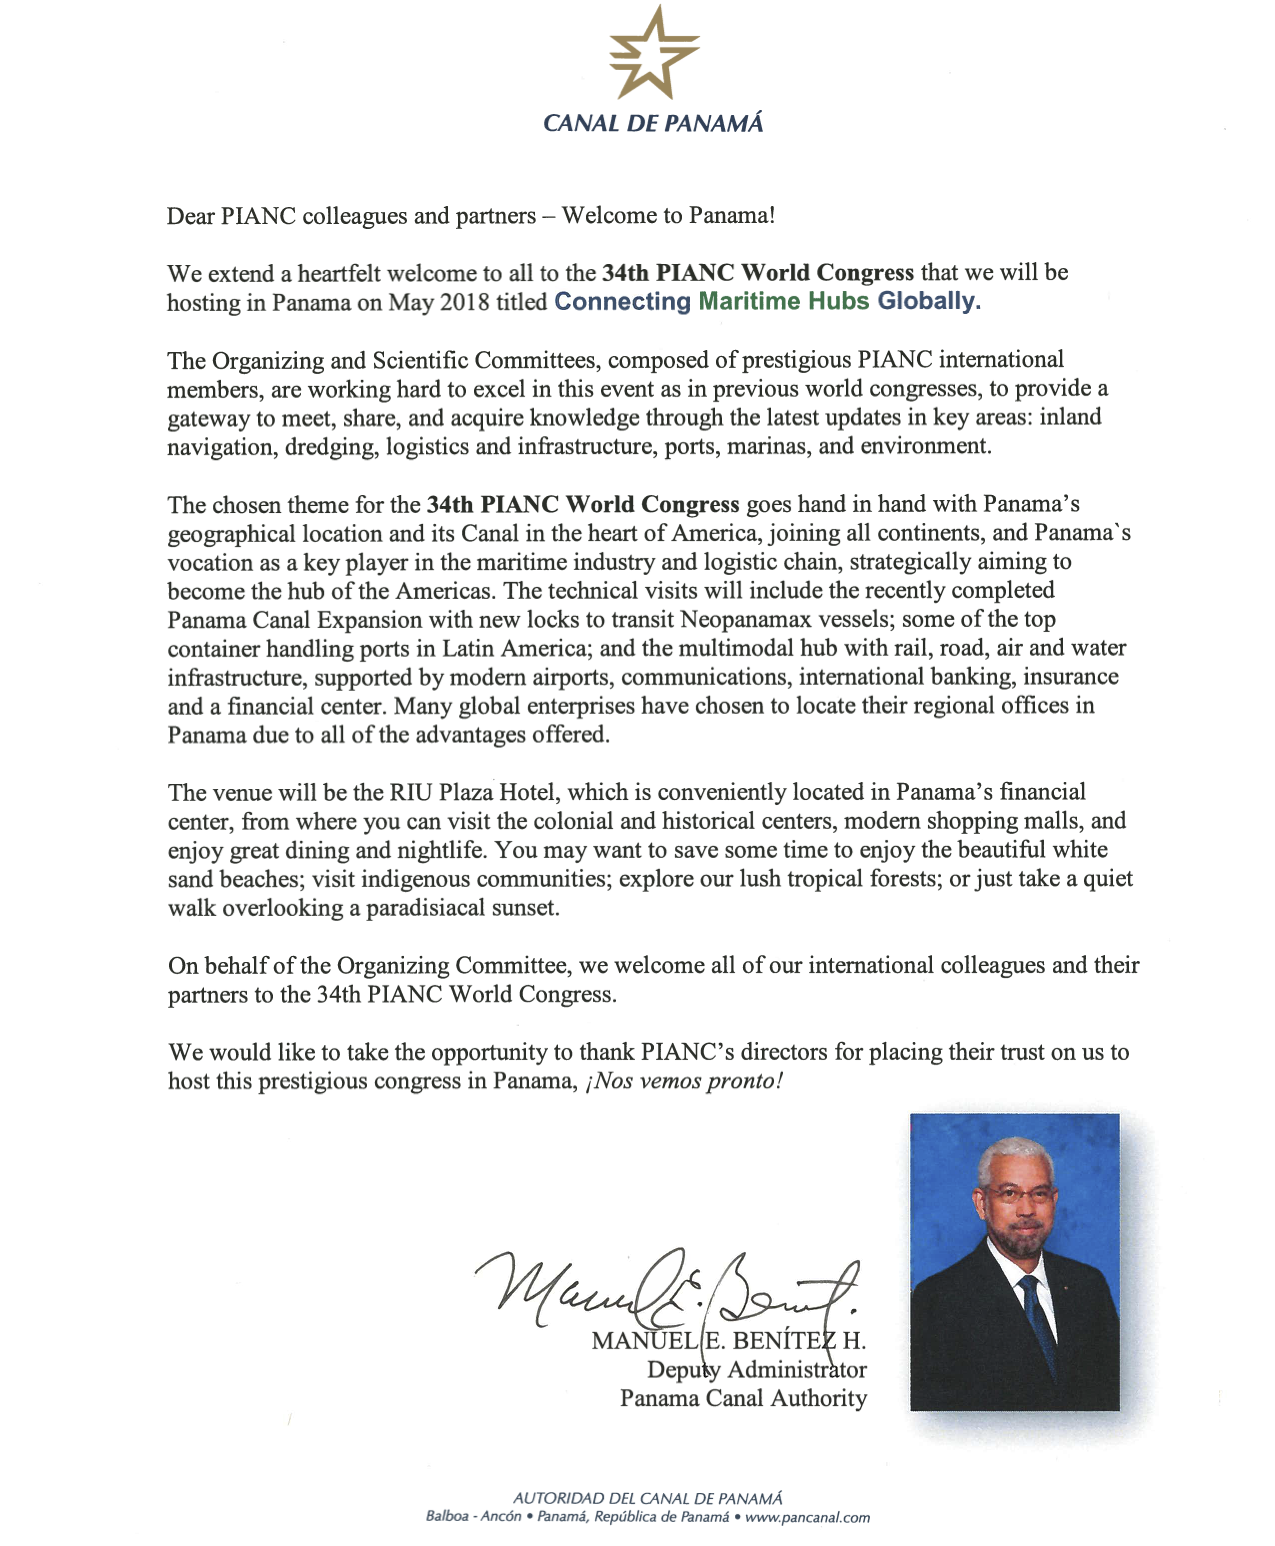 CANAL DE PANAMÁ
Dear PIANC colleagues and partners – Welcome to Panama!
We extend a heartfelt welcome to all to the 34th PIANC World Congress that we will be
hosting in Panama on May 2018 titled Connecting Maritime Hubs Globally.
The Organizing and Scientific Committees, composed of prestigious PIANC international
members, are working hard to excel in this event as in previous world congresses, to provide a
gateway to meet, share, and acquire knowledge through the latest updates in key areas: inland
navigation, dredging, logistics and infrastructure, ports, marinas, and environment.
The chosen theme for the 34th PIANC World Congress goes hand in hand with Panama’s
geographical location and its Canal in the heart of America, joining all continents, and Panama`s
vocation as a key player in the maritime industry and logistic chain, strategically aiming to
become the hub of the Americas. The technical visits will include the recently completed
Panama Canal Expansion with new locks to transit Neopanamax vessels; some of the top
container handling ports in Latin America; and the multimodal hub with rail, road, air and water
infrastructure, supported by modern airports, communications, international banking, insurance
and a financial center. Many global enterprises have chosen to locate their regional offices in
Panama due to all of the advantages offered.
The venue will be the RIU Plaza Hotel, which is conveniently located in Panama’s financial
center, from where you can visit the colonial and historical centers, modern shopping malls, and
enjoy great dining and nightlife. You may want to save some time to enjoy the beautiful white
sand beaches; visit indigenous communities; explore our lush tropical forests; or just take a quiet
walk overlooking a paradisiacal sunset.
On behalf of the Organizing Committee, we welcome all of our international colleagues and their
partners to the 34th PIANC World Congress.
We would like to take the opportunity to thank PIANC’s directors for placing their trust on us to
host this prestigious congress in Panama, ¡Nos vemos pronto!
Manuel E. Benítez.
MANUEL E. BENÍTEZ H.
Deputy Administrator
Panama Canal Authority
AUTORIDAD DEL CANAL DE PANAMÁ
Balboa - Ancón • Panamá, República de Panamá • www.pancanal.com